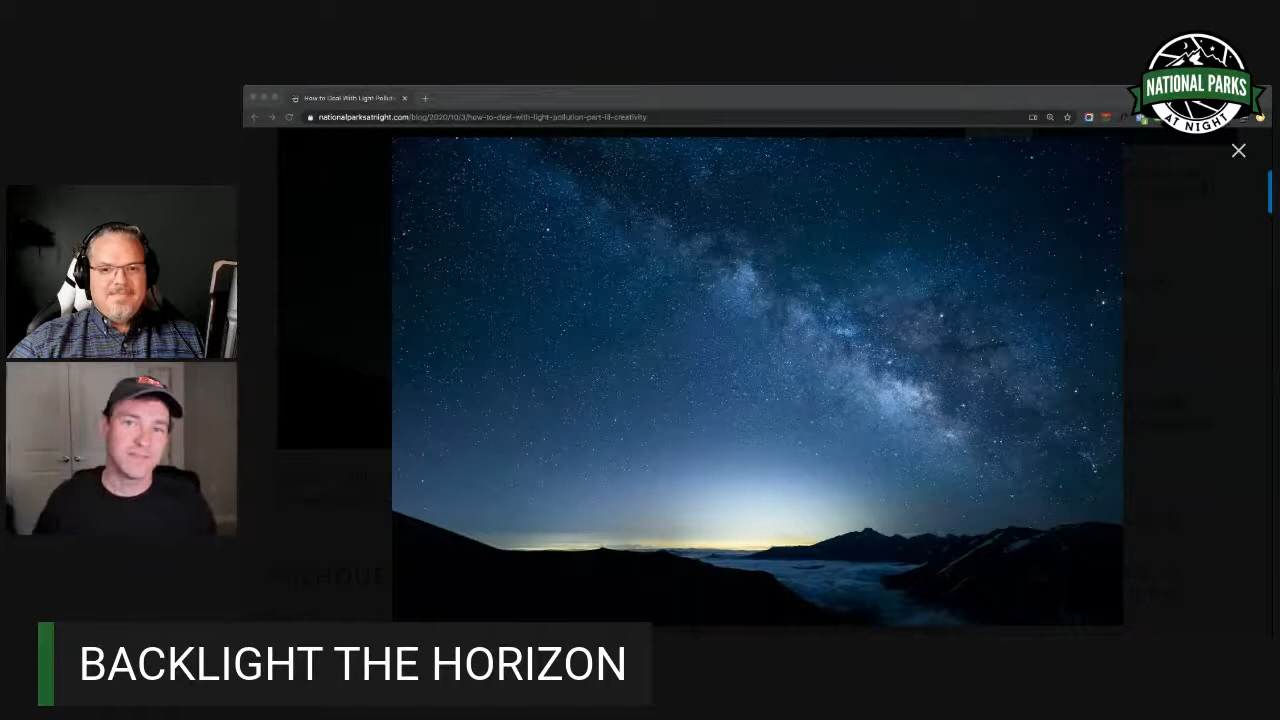 NATIONAL PARKS
AT NIGHT
How to Deal With Light Pollut
nationalparksatnight.com/blog/2020/10/3/how-to-deal-with-light-pollution-part-iii-creativity
BACKLIGHT THE HORIZON